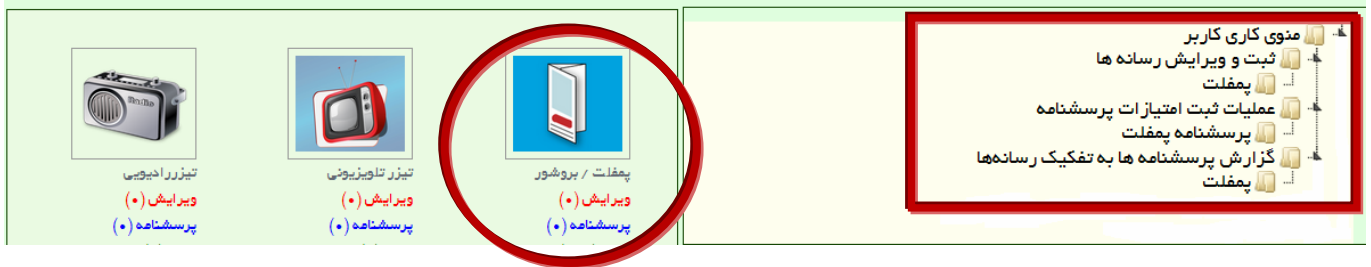 منوی کاری کاربر
ثبت و ویرایش رسانه ها
پمفلت
عملیات ثبت امتیازات پرسشنامه
پرسشنامه پمفلت
گزارش پرسشنامه ها به تفکیک رسانه‌ها
پمفلت
Radio
پمفلت / بروشور
تیزر تلویزیونی
تیزررادیویی
ویرایش (۰)
ویرایش (۰)
ویرایش (۰)
پرسشنامه (۰)
پرسشنامه (۰)
پرسشنامه (۰)